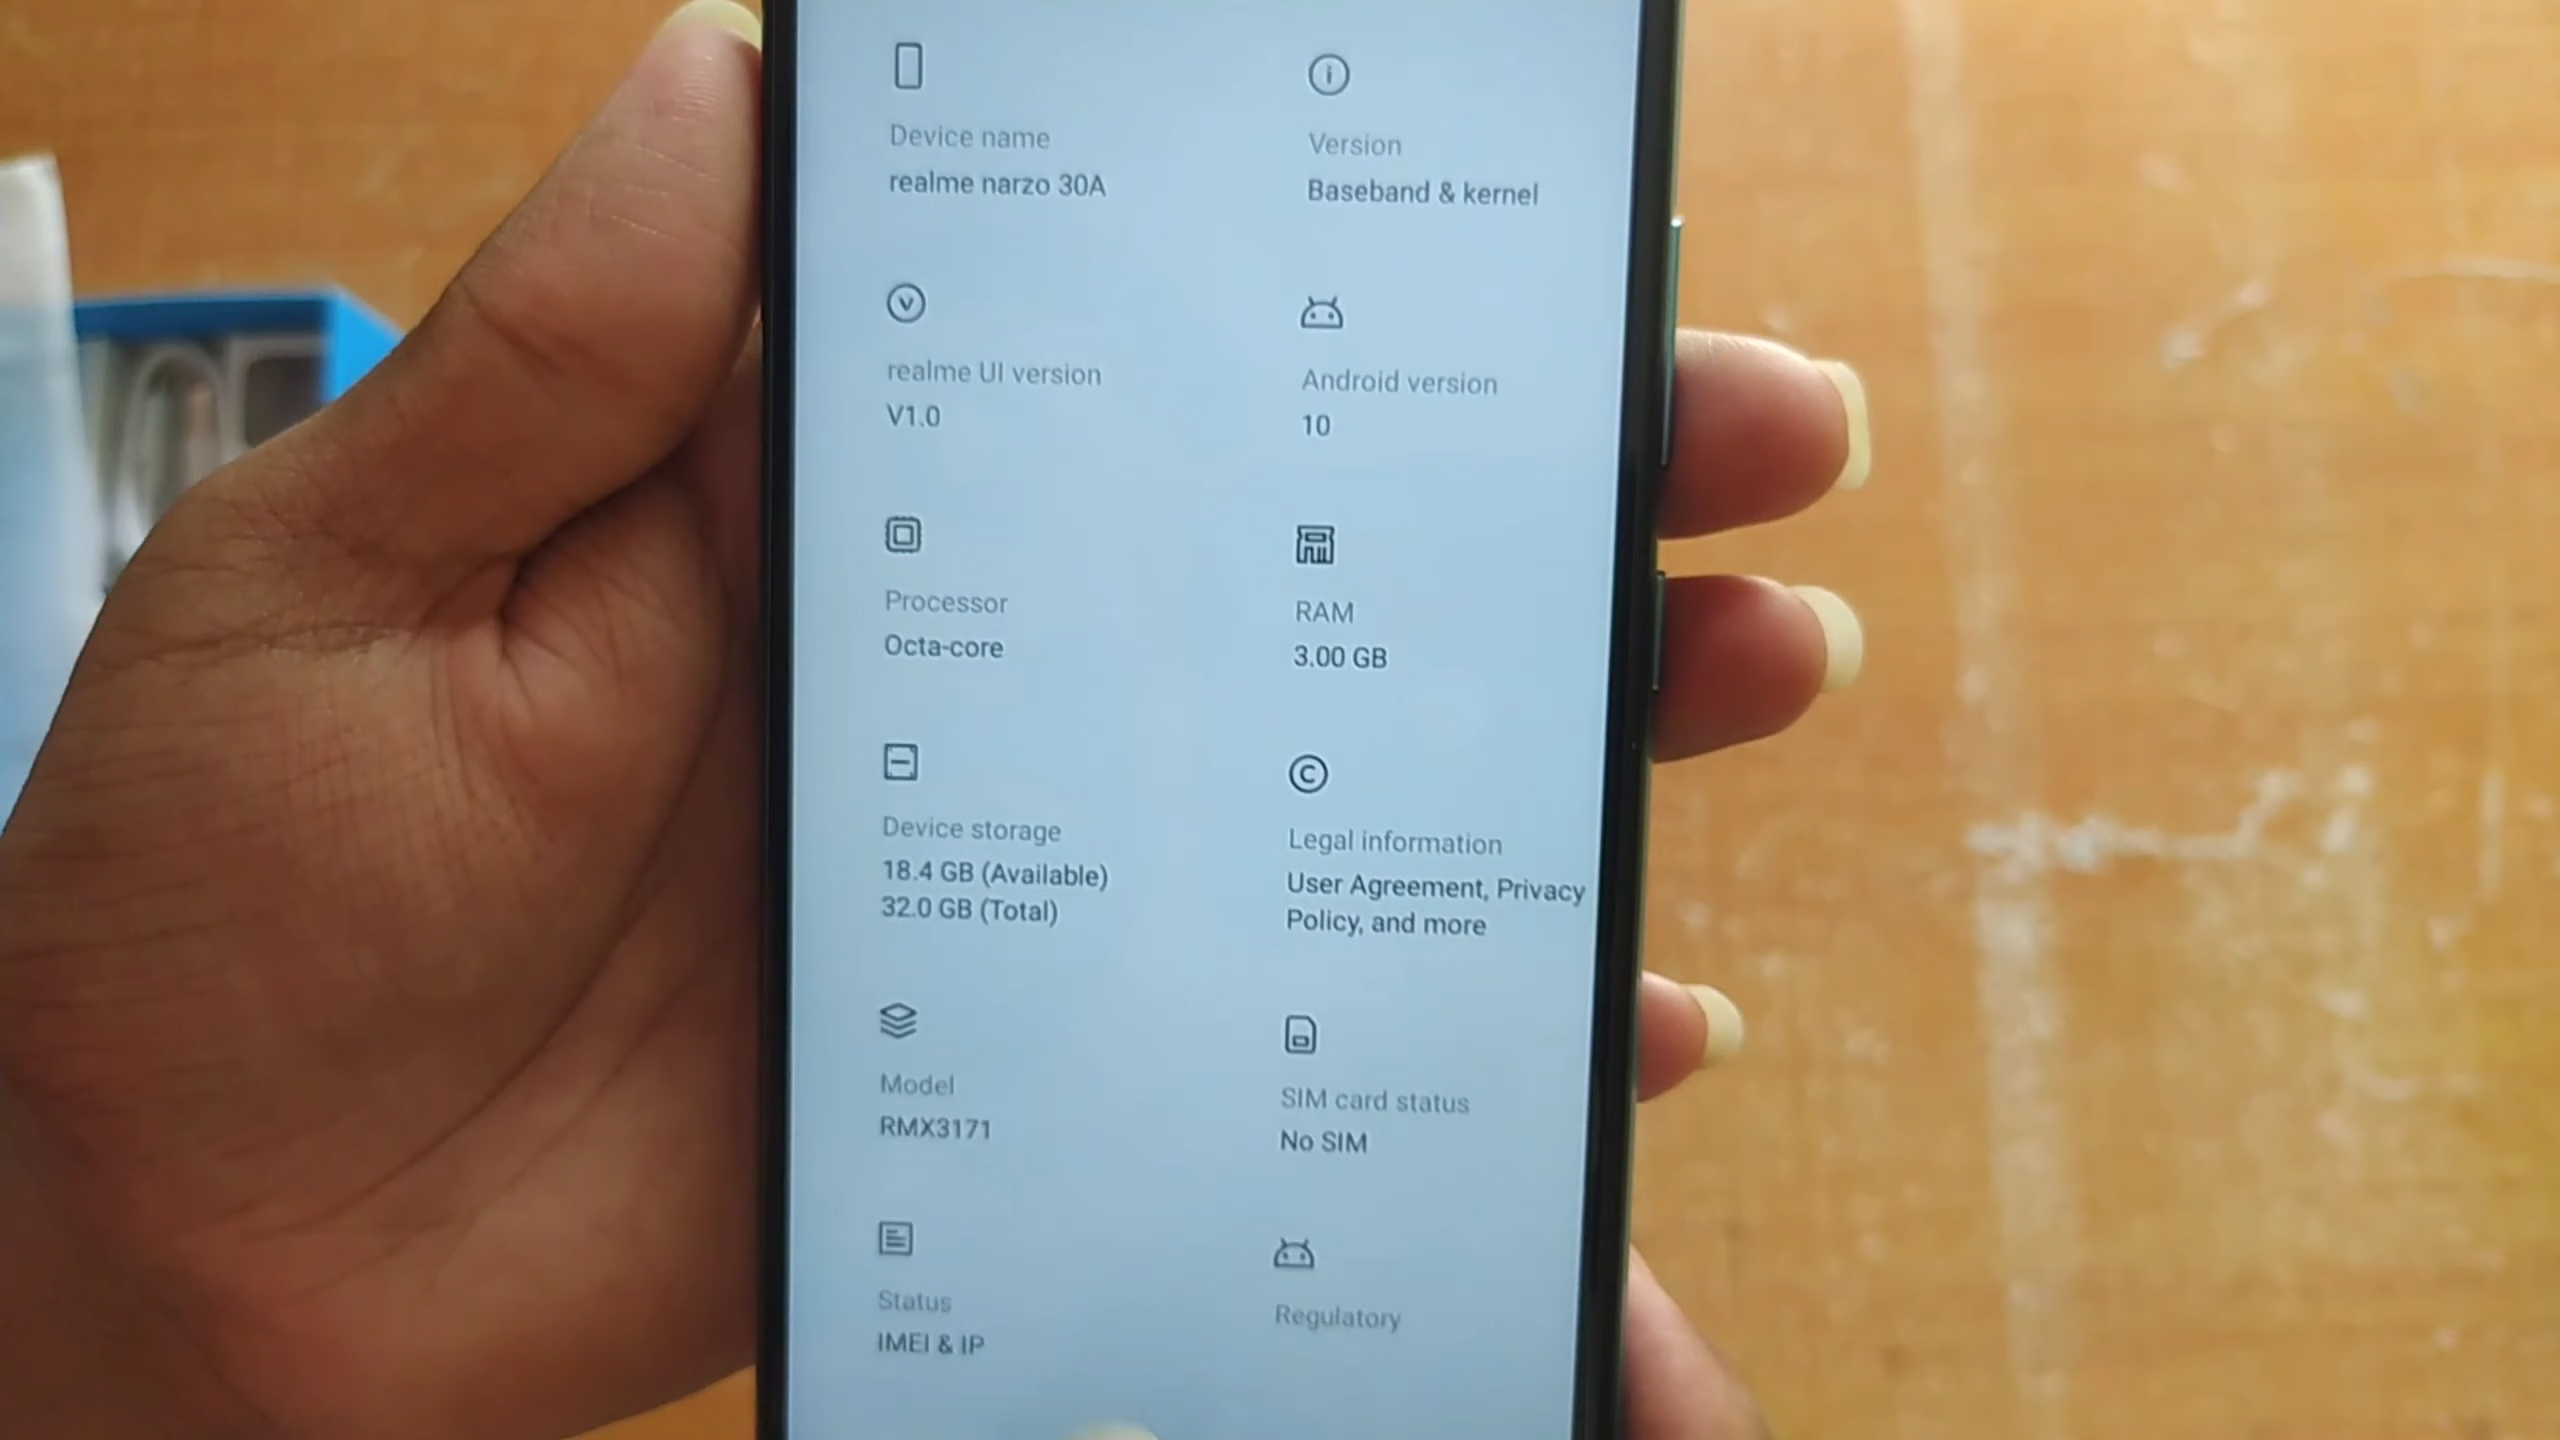 Device name
realme narzo 30A
Version
Baseband & kernel
realme UI version
V1.0
Android version
10
Processor
Octa-core
RAM
3.00 GB
Device storage
18.4 GB (Available)
32.0 GB (Total)
Legal information
User Agreement, Privacy
Policy, and more
Model
RMX3171
SIM card status
No SIM
Status
IMEI & IP
Regulatory